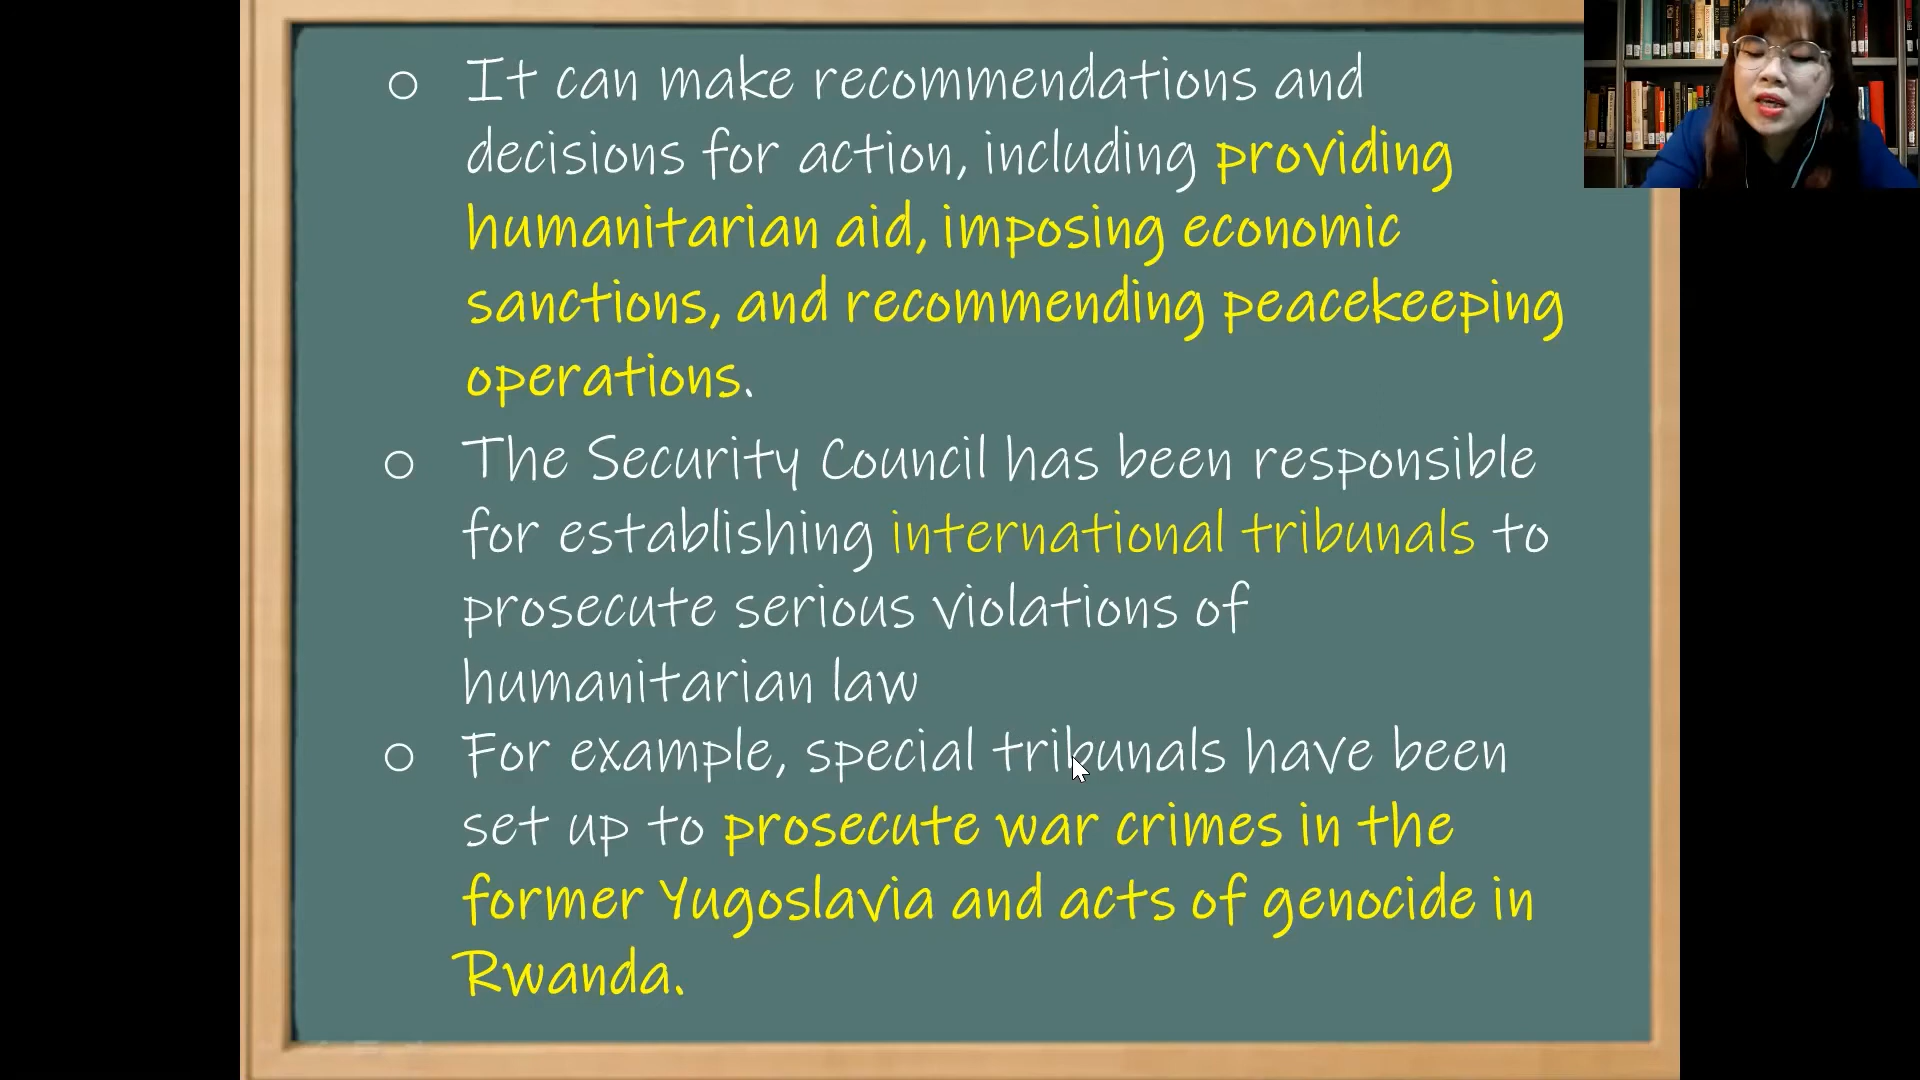 ○ It can make recommendations and
decisions for action, including providing
humanitarian aid, imposing economic
sanctions, and recommending peacekeeping
operations.
○ The Security Council has been responsible
for establishing international tribunals to
prosecute serious violations of
humanitarian law
○ For example, special tribunals have been
set up to prosecute war crimes in the
former Yugoslavia and acts of genocide in
Rwanda.